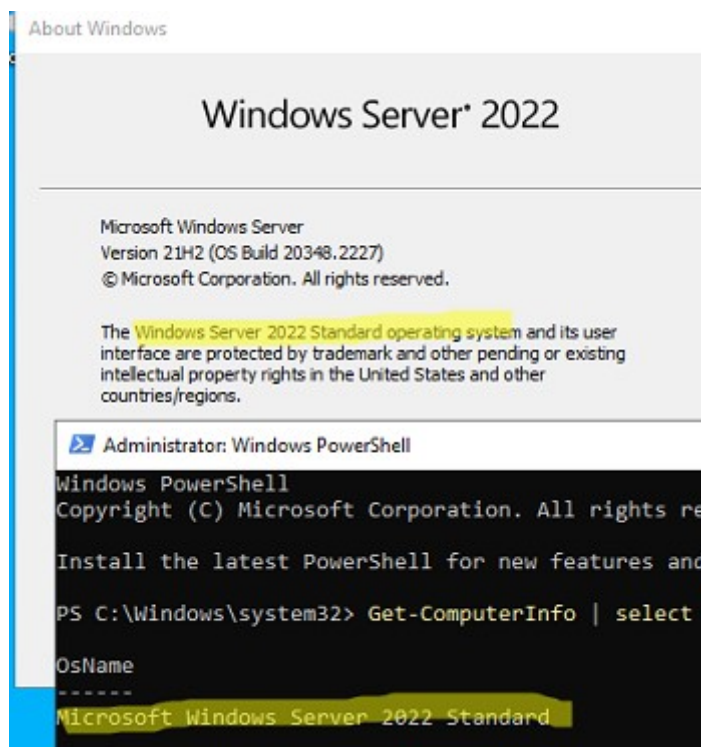 About Windows
Windows Server 2022
Microsoft Windows Server
Version 21H2 (OS Build 20348.2227)
© Microsoft Corporation. All rights reserved.
The Windows Server 2022 Standard operating system and its user
interface are protected by trademark and other pending or existing
intellectual property rights in the United States and other
countries/regions.
Administrator: Windows PowerShell
Windows PowerShell
Copyright (C) Microsoft Corporation. All rights re
Install the latest PowerShell for new features and
PS C:\Windows\system32> Get-ComputerInfo | select
OsName
------
Microsoft Windows Server 2022 Standard